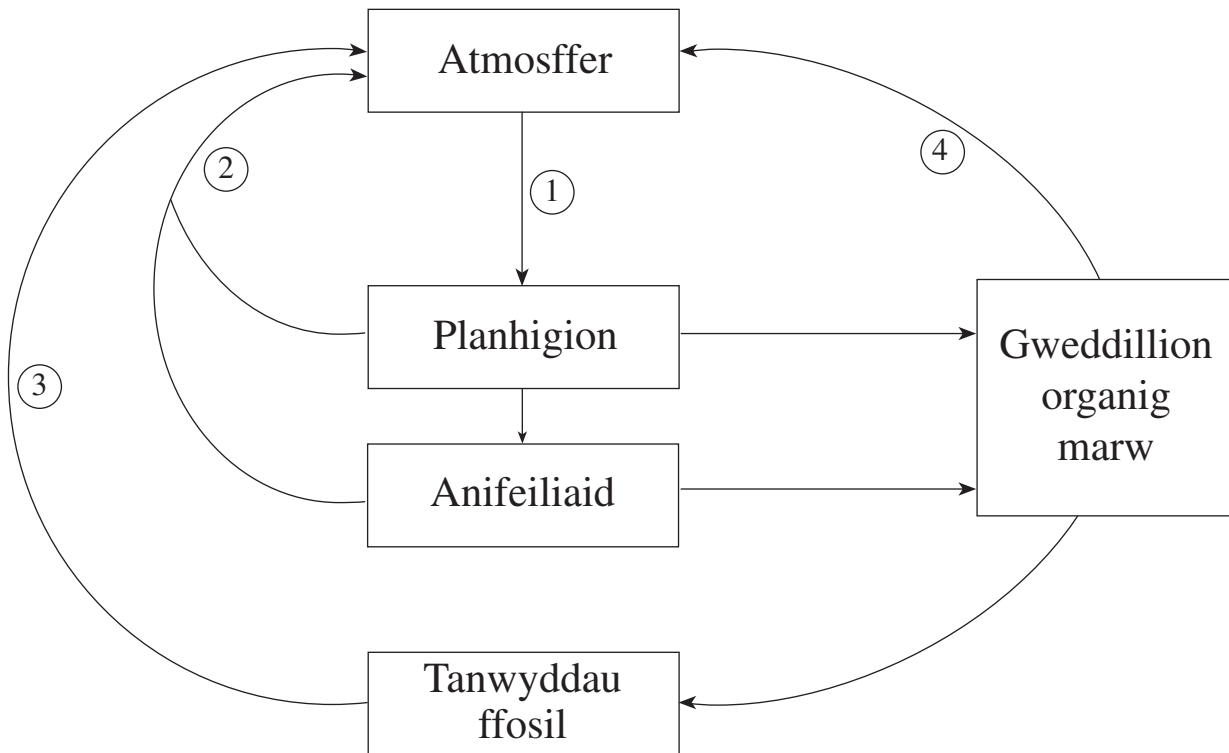 Atmosffer
2
1
4
Planhigion
Gweddillion
organig
marw
3
Anifeiliaid
Tanwyddau
ffosil